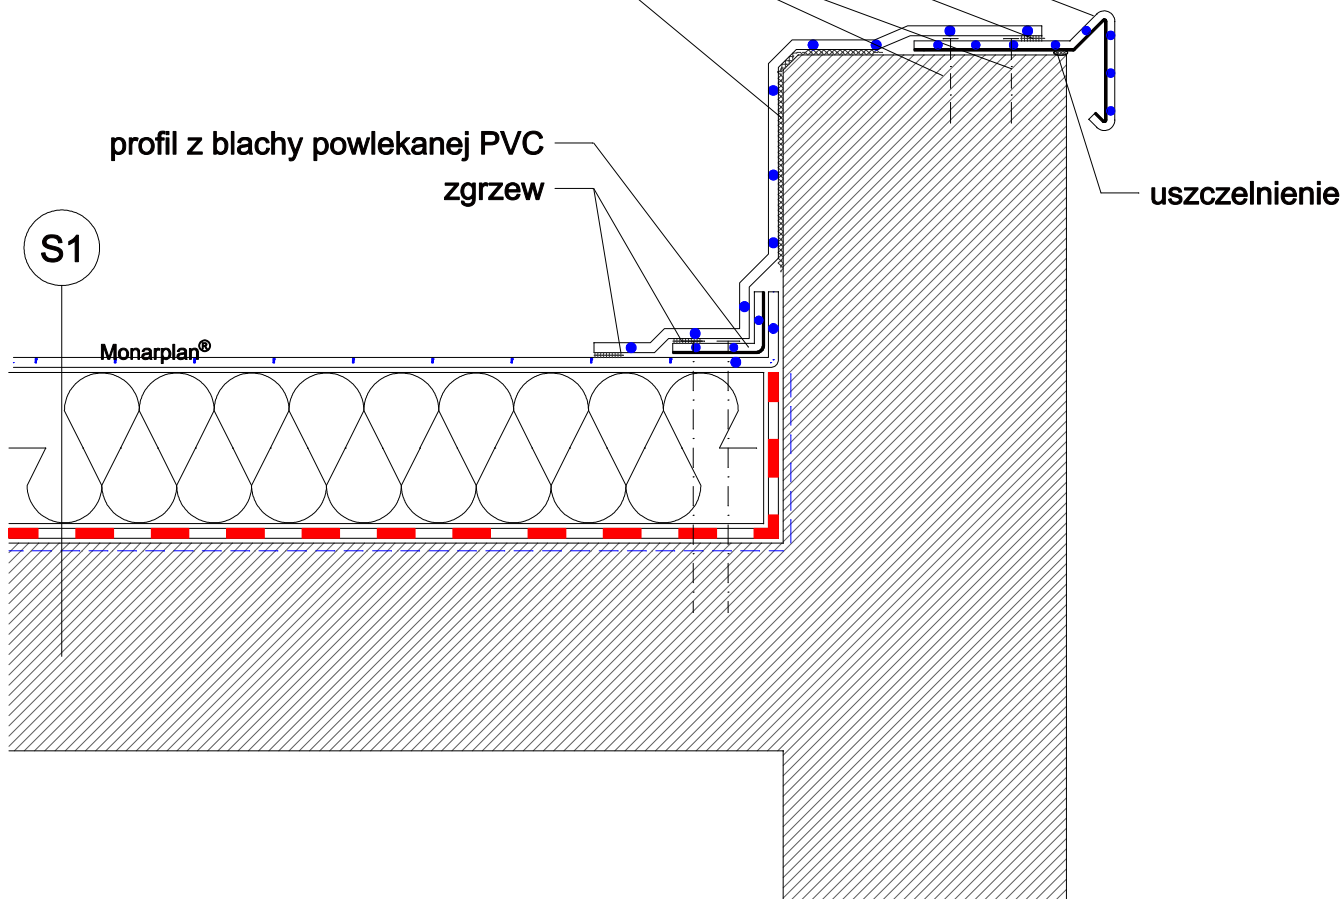 profil z blachy powlekanej PVC
zgrzew
uszczelnienie
S1
Monarplan®